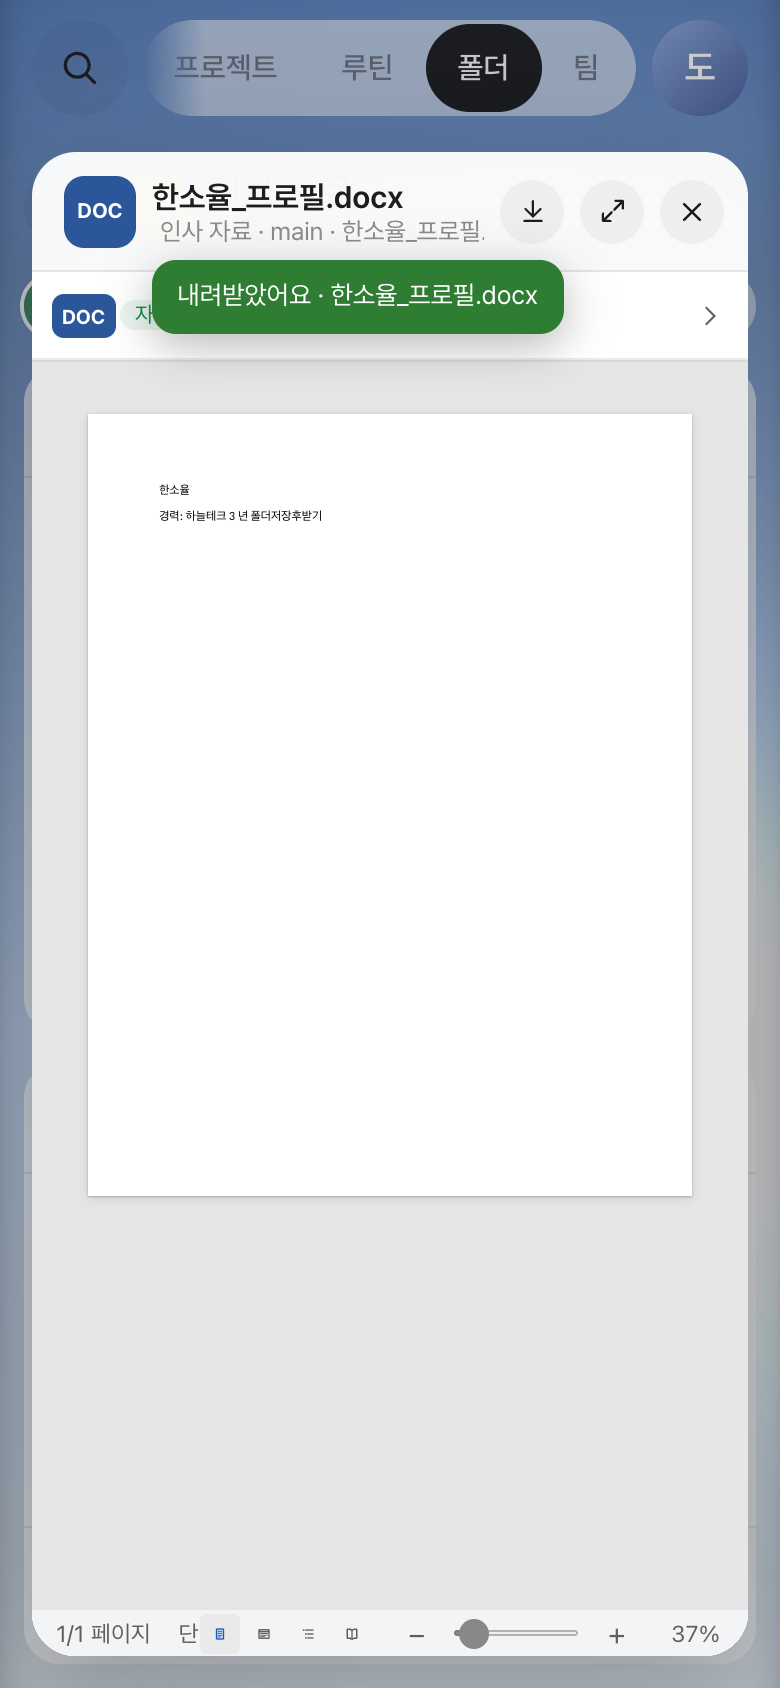 프로젝트 루틴 폴더 팀 도
DOC
한소율_프로필.docx
인사 자료 · main · 한소율_프로필.
내려받았어요 · 한소율_프로필.docx
DOC 자
한소율
경력: 하늘테크 3 년 폴더저장후받기
1/1 페이지 단 37%